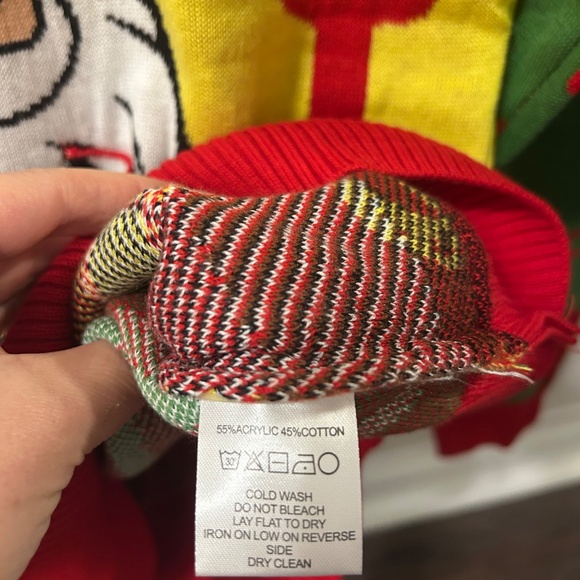 55%ACRYLIC 45%COTTON
30°
COLD WASH
DO NOT BLEACH
LAY FLAT TO DRY
IRON ON LOW ON REVERSE
SIDE
DRY CLEAN